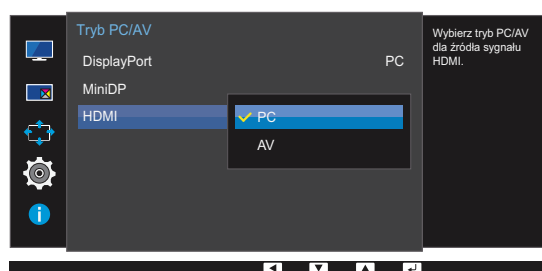 Tryb PC/AV
DisplayPort PC
MiniDP
HDMI
PC
AV
Wybierz tryb PC/AV
dla źródła sygnału
HDMI.